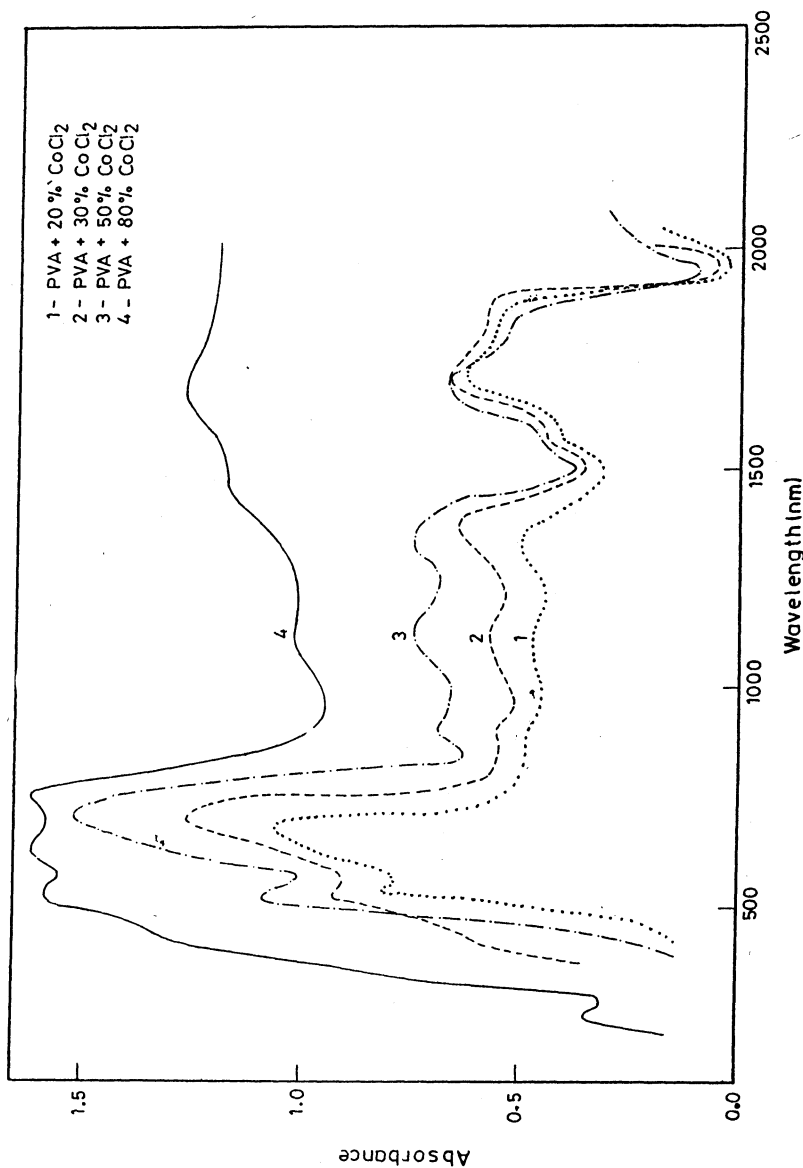 1 - PVA + 20 %` CoCl2
2 - PVA + 30% CoCl2
3 - PVA + 50% CoCl2
4 - PVA + 80% CoCl2
4
3
2
1
1.5
1.0
0.5
0.0
Absorbance
500
1000
1500
2000
2500
Wavelength(nm)